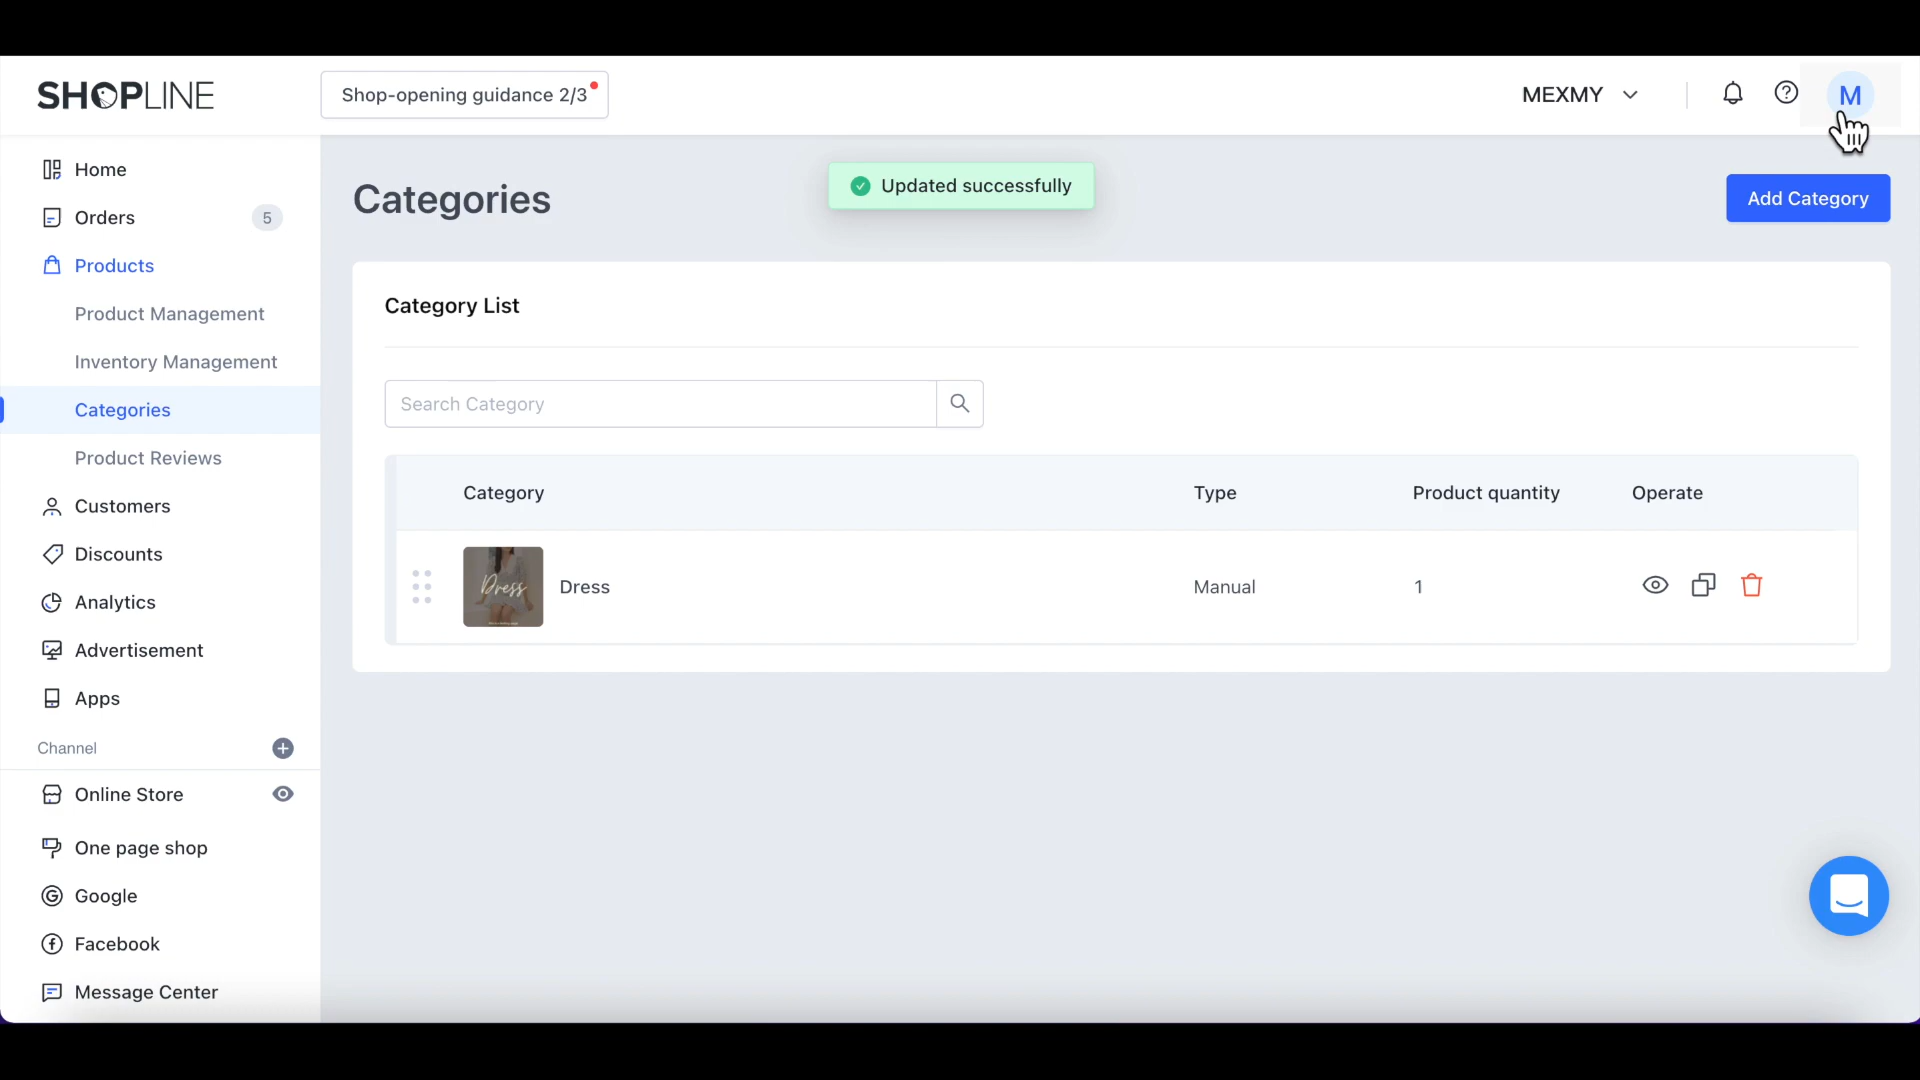 SHOPLINE
Shop-opening guidance 2/3
MEXMY
M
Home
Orders
5
Products
Product Management
Inventory Management
Categories
Product Reviews
Customers
Discounts
Analytics
Advertisement
Apps
Channel
Online Store
One page shop
Google
Facebook
Message Center
Categories
Updated successfully
Add Category
Category List
Search Category
Category
Type
Product quantity
Operate
Dress
Dress
Manual
1